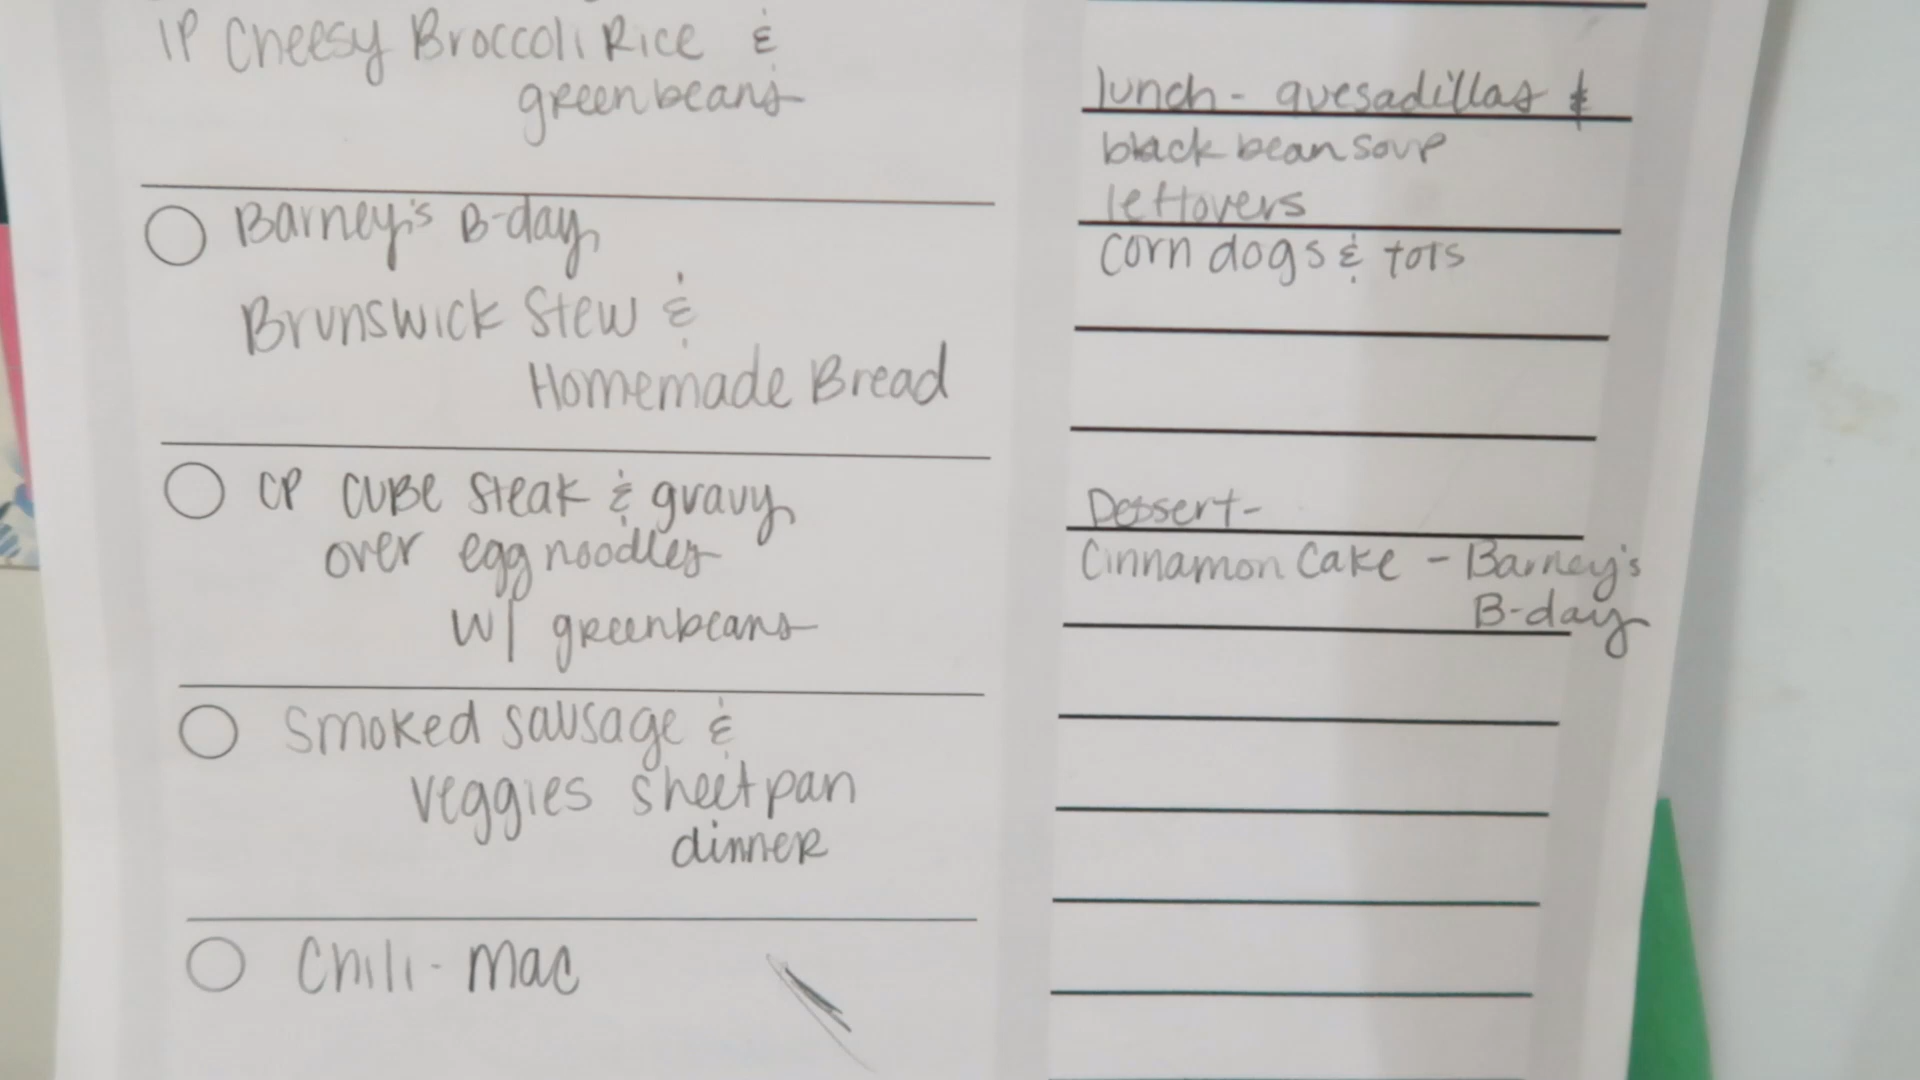 IP Cheesy Broccoli Rice &
greenbeans
Barney's B-day
Brunswick Stew &
Homemade Bread
CP CUBE Steak & gravy
over egg noodles
w/ greenbeans
Smoked Sausage &
veggies sheetpan
dinner
Chili-mac
lunch - quesadillas &
black bean soup
leftovers
corn dogs & tots
Dessert-
Cinnamon Cake - Barney's
B-day